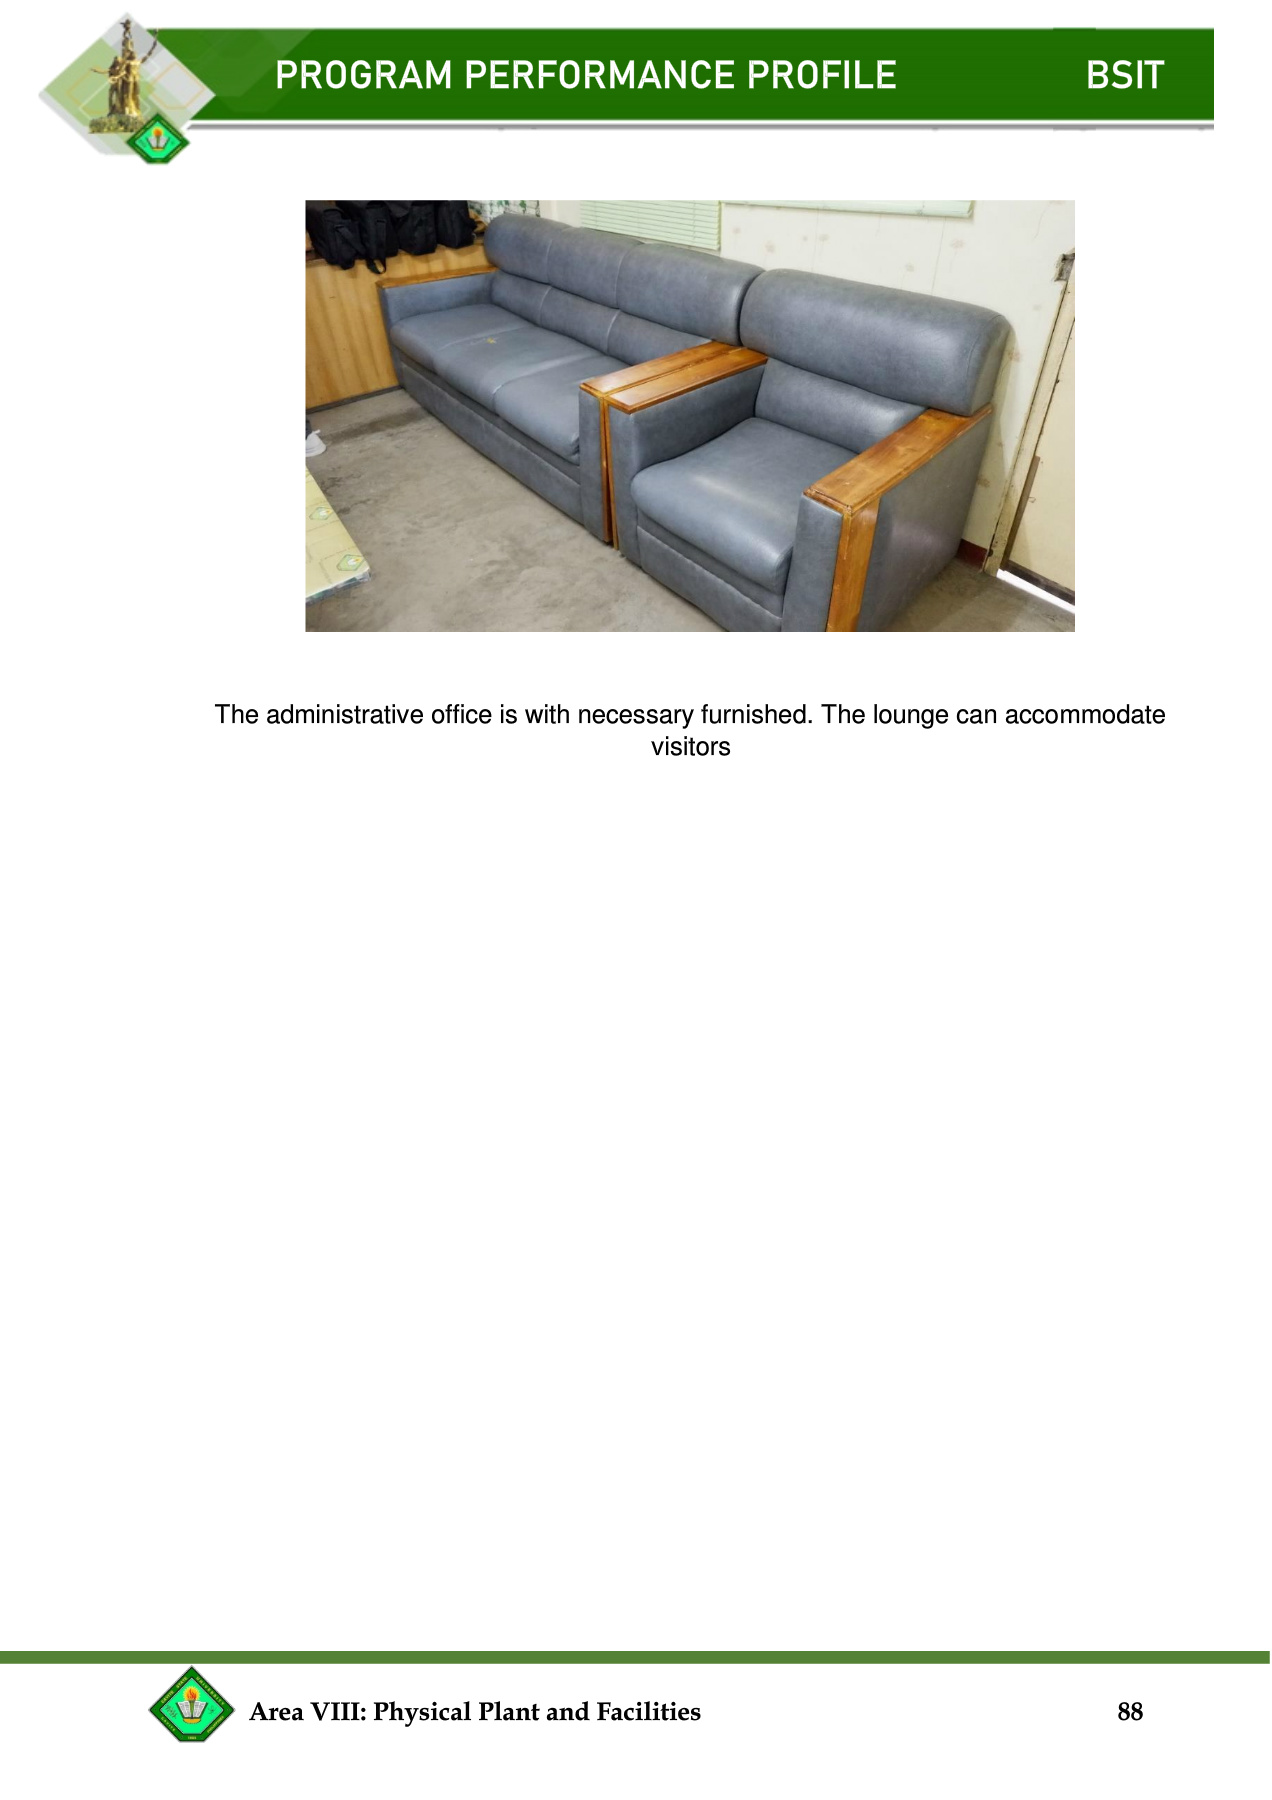 PROGRAM PERFORMANCE PROFILE BSIT
The administrative office is with necessary furnished. The lounge can accommodate
visitors
Area VIII: Physical Plant and Facilities 88